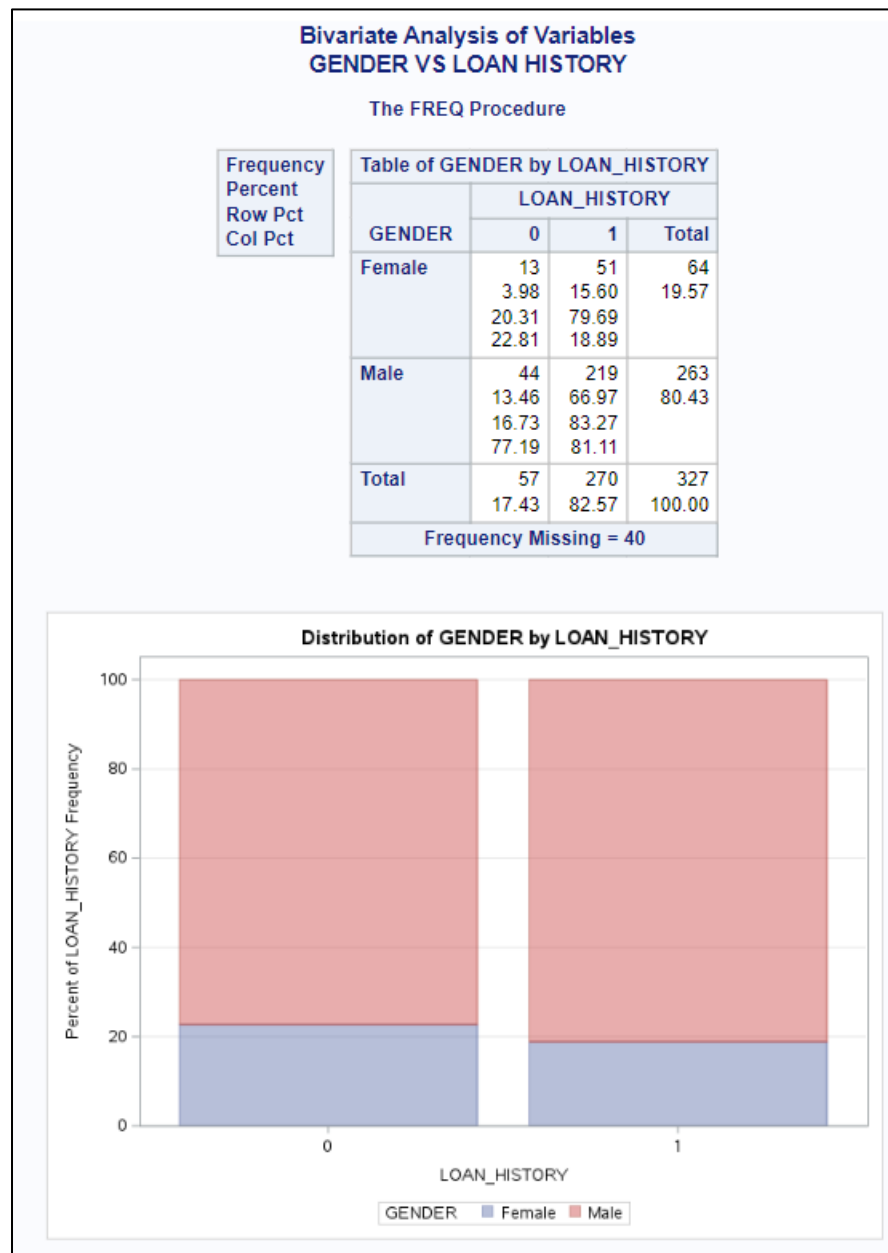 Bivariate Analysis of Variables
GENDER VS LOAN HISTORY
The FREQ Procedure
Frequency
Percent
Row Pct
Col Pct
Table of GENDER by LOAN_HISTORY
LOAN_HISTORY
GENDER 0 1 Total
Female 13 51 64
3.98 15.60 19.57
20.31 79.69
22.81 18.89
Male 44 219 263
13.46 66.97 80.43
16.73 83.27
77.19 81.11
Total 57 270 327
17.43 82.57 100.00
Frequency Missing = 40
Distribution of GENDER by LOAN_HISTORY
Percent of LOAN_HISTORY Frequency
100
80
60
40
20
0
0 1
LOAN_HISTORY
GENDER Female Male